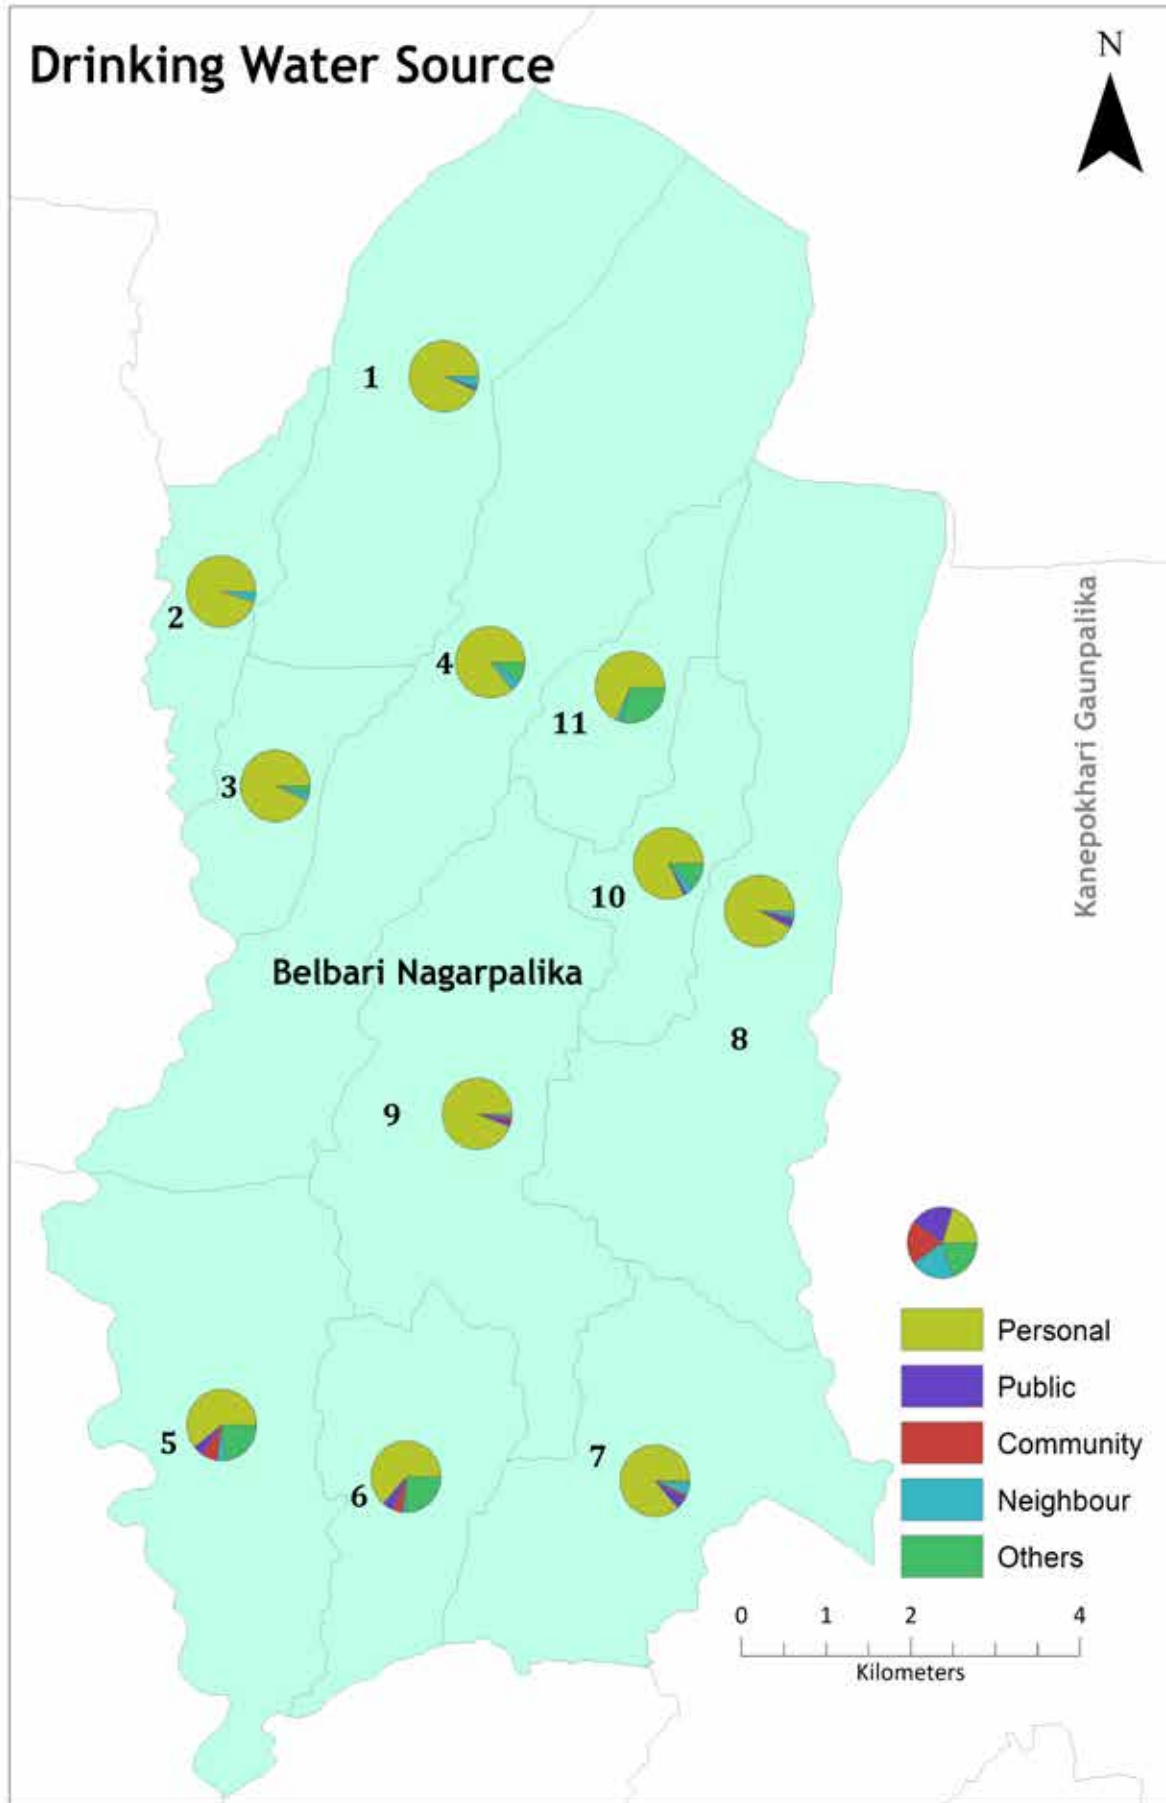 Drinking Water Source
N
1
2
4
11
3
10
Kanepokhari Gaunpalika
Belbari Nagarpalika
8
9
Personal
Public
Community
Neighbour
Others
5
6
7
0 1 2 4
Kilometers